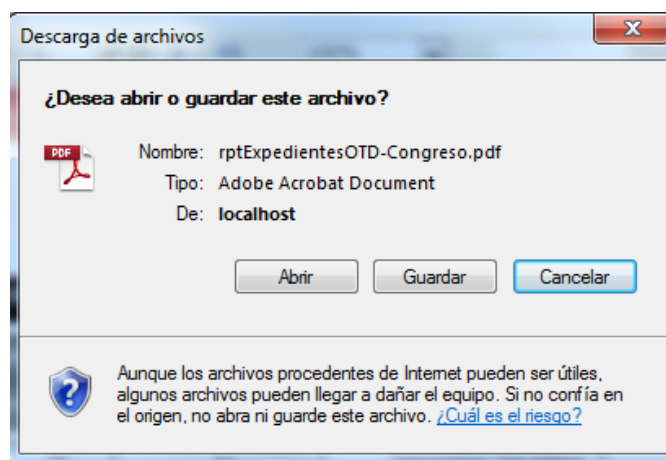 Descarga de archivos
¿Desea abrir o guardar este archivo?
PDF
Nombre: rptExpedientesOTD-Congreso.pdf
Tipo: Adobe Acrobat Document
De: localhost
Abrir Guardar Cancelar
Aunque los archivos procedentes de Internet pueden ser útiles,
algunos archivos pueden llegar a dañar el equipo. Si no confía en
el origen, no abra ni guarde este archivo. ¿Cuál es el riesgo?